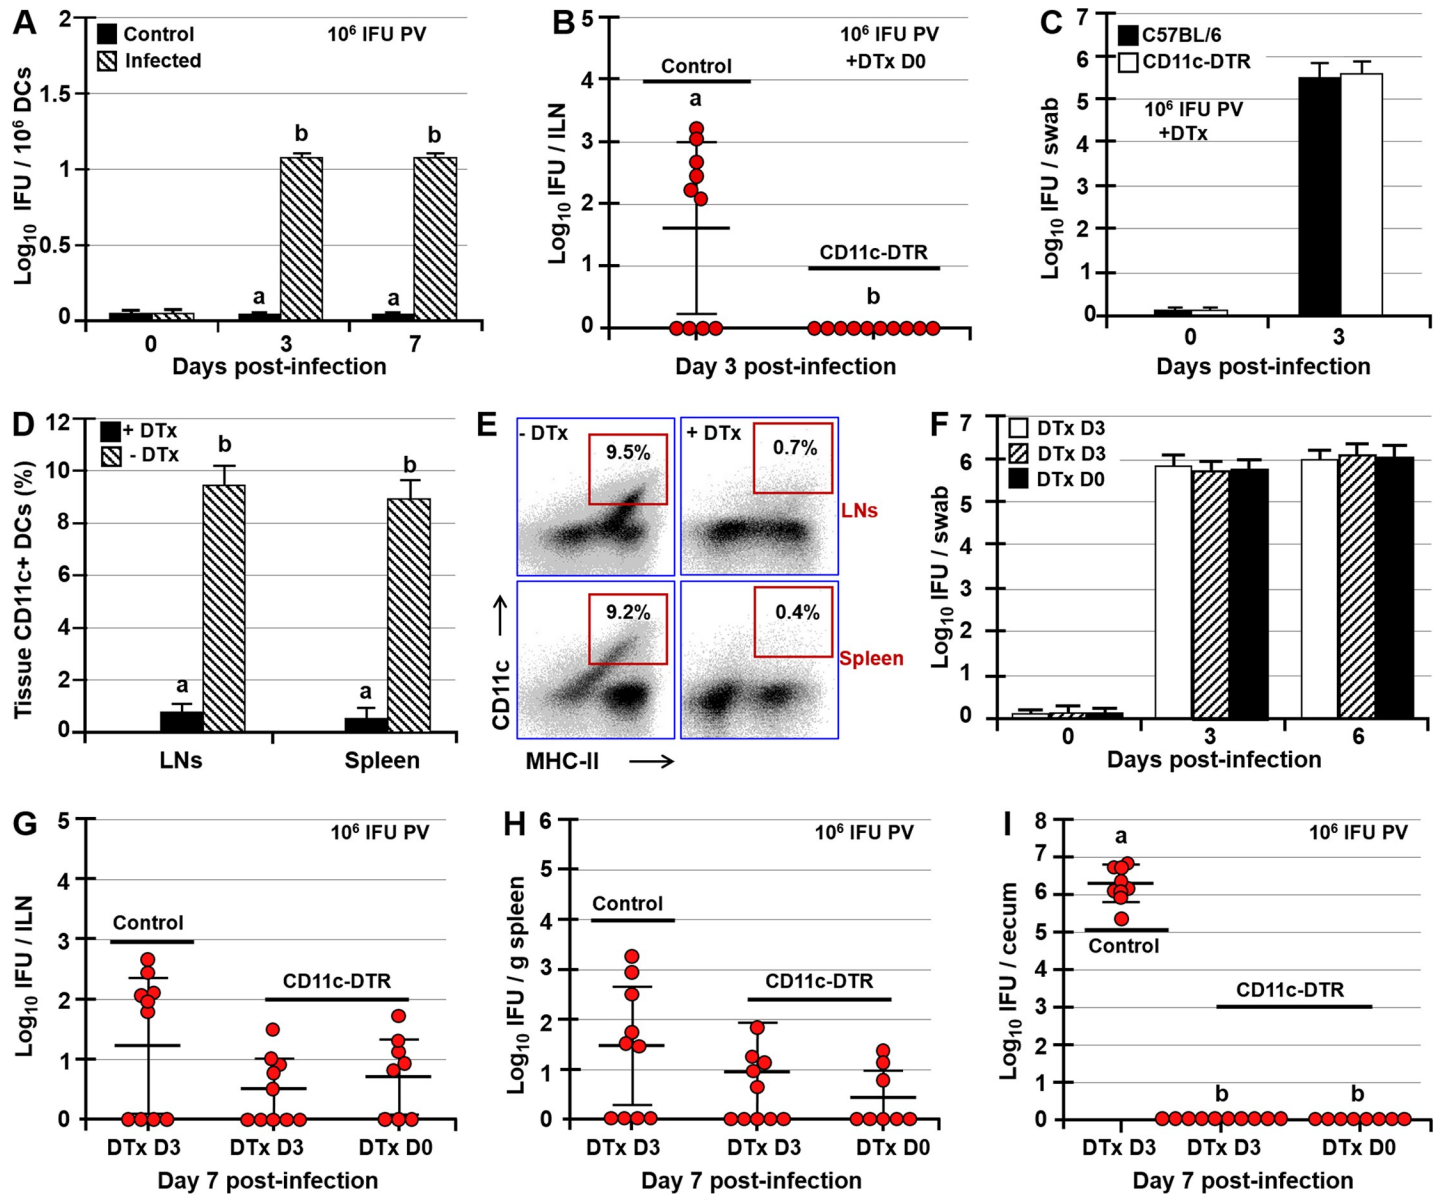 A
2
1.5
1
0.5
0
Log10 IFU / 10⁶ DCs
Control
Infected
10⁶ IFU PV
a
b
a
b
0
3
7
Days post-infection
B
5
4
3
2
1
0
Log10 IFU / ILN
10⁶ IFU PV
+DTx D0
Control
a
CD11c-DTR
b
Day 3 post-infection
C
7
6
5
4
3
2
1
0
Log10 IFU / swab
C57BL/6
CD11c-DTR
10⁶ IFU PV
+DTx
0
3
Days post-infection
D
12
10
8
6
4
2
0
Tissue CD11c+ DCs (%)
+ DTx
- DTx
a
b
a
b
LNs
Spleen
E
- DTx
+ DTx
9.5%
0.7%
LNs
9.2%
0.4%
Spleen
CD11c
MHC-II
F
7
6
5
4
3
2
1
0
Log10 IFU / swab
DTx D3
DTx D3
DTx D0
0
3
6
Days post-infection
G
5
4
3
2
1
0
Log10 IFU / ILN
10⁶ IFU PV
Control
CD11c-DTR
DTx D3
DTx D3
DTx D0
Day 7 post-infection
H
6
5
4
3
2
1
0
Log10 IFU / g spleen
10⁶ IFU PV
Control
CD11c-DTR
DTx D3
DTx D3
DTx D0
Day 7 post-infection
I
8
7
6
5
4
3
2
1
0
Log10 IFU / cecum
10⁶ IFU PV
a
Control
CD11c-DTR
b
b
DTx D3
DTx D3
DTx D0
Day 7 post-infection